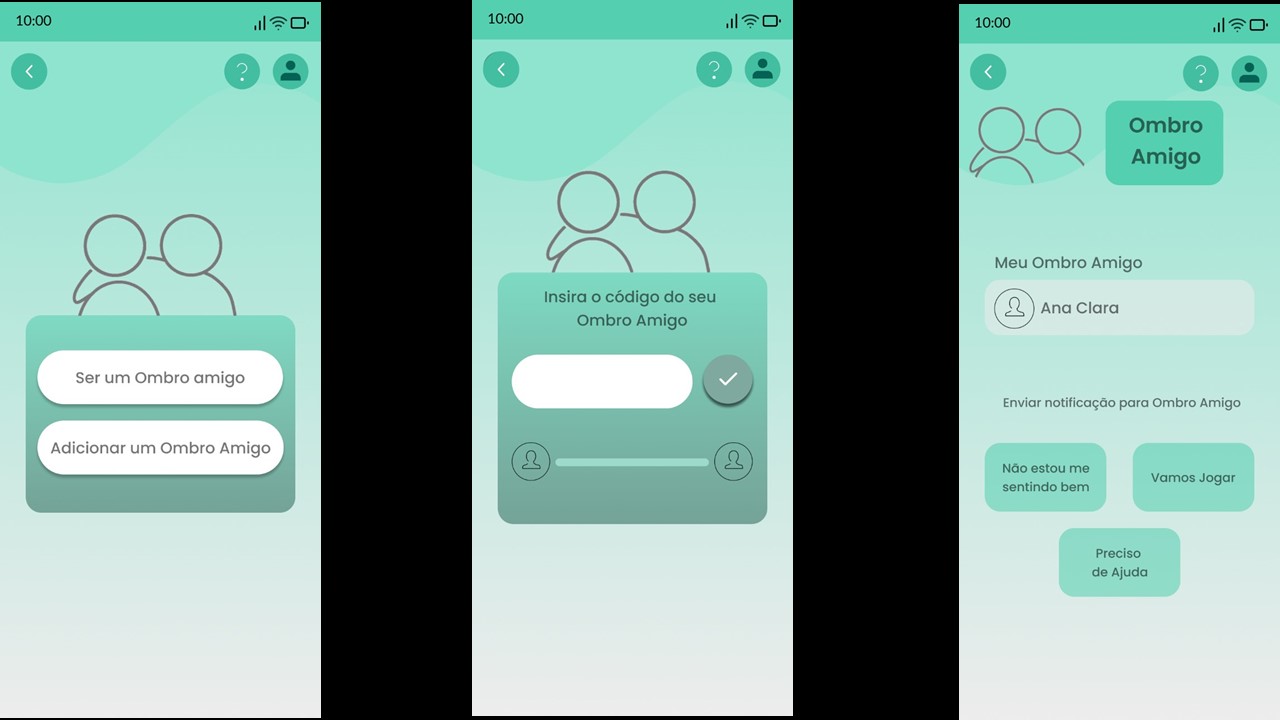 10:00
?
Ser um Ombro amigo
Adicionar um Ombro Amigo
10:00
?
Insira o código do seu
Ombro Amigo
10:00
?
Ombro
Amigo
Meu Ombro Amigo
Ana Clara
Enviar notificação para Ombro Amigo
Não estou me
sentindo bem
Vamos Jogar
Preciso
de Ajuda